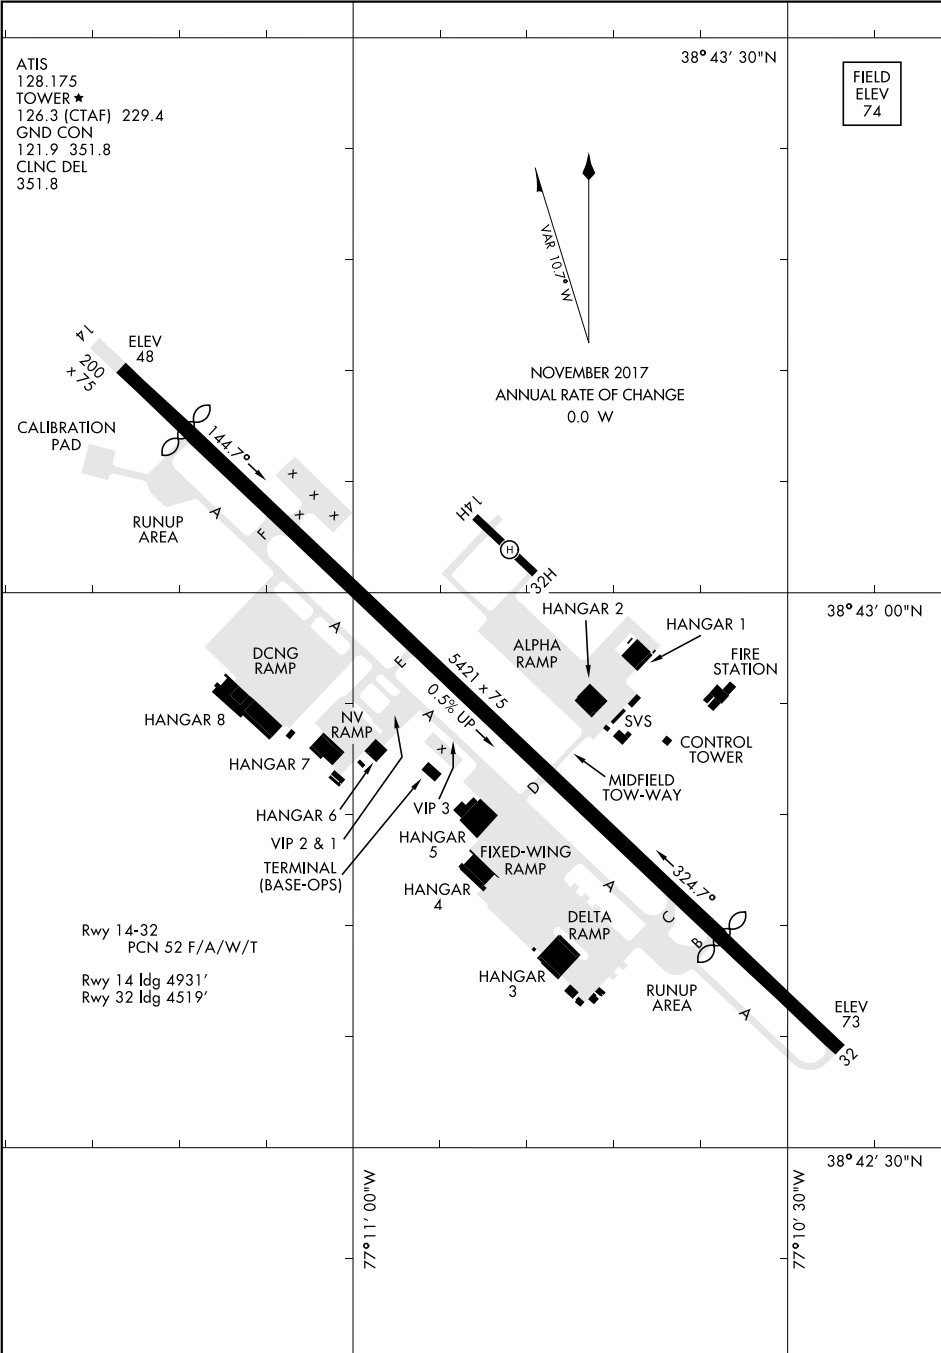 38° 43' 30"N
ATIS
128.175
TOWER ★
126.3 (CTAF) 229.4
GND CON
121.9 351.8
CLNC DEL
351.8
FIELD
ELEV
74
VAR 10.7° W
NOVEMBER 2017
ANNUAL RATE OF CHANGE
0.0 W
14
200
x 75
ELEV
48
CALIBRATION
PAD
144.7°
RUNUP
AREA
A
F
x
x
x
x
14H
H
32H
38° 43' 00"N
HANGAR 2
HANGAR 1
ALPHA
RAMP
FIRE
STATION
A
DCNG
RAMP
E
5421 x 75
0.5% UP
HANGAR 8
NV
RAMP
A
SVS
CONTROL
TOWER
HANGAR 7
x
MIDFIELD
TOW-WAY
D
HANGAR 6
VIP 3
VIP 2 & 1
HANGAR
5
TERMINAL
(BASE-OPS)
FIXED-WING
RAMP
HANGAR
4
A
324.7°
C
B
DELTA
RAMP
Rwy 14-32
PCN 52 F/A/W/T
Rwy 14 ldg 4931'
Rwy 32 ldg 4519'
HANGAR
3
RUNUP
AREA
A
ELEV
73
32
38° 42' 30"N
77° 11' 00"W
77° 10' 30"W